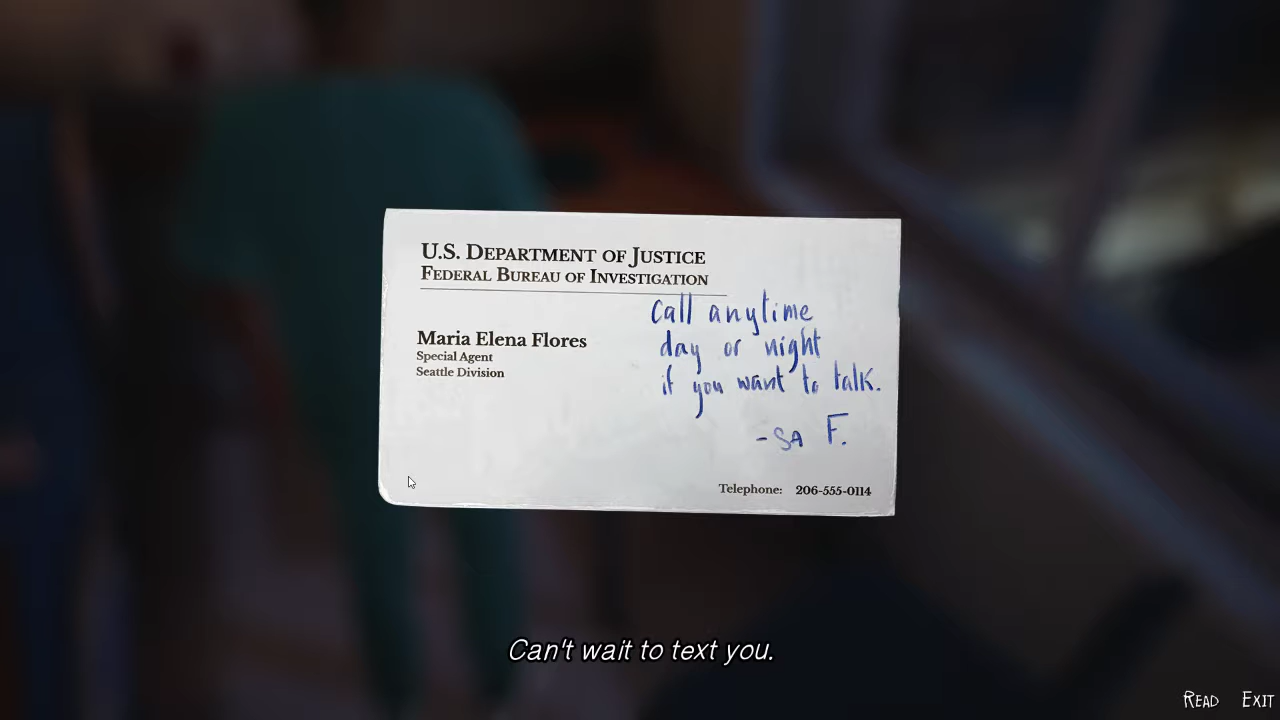 U.S. DEPARTMENT OF JUSTICE
FEDERAL BUREAU OF INVESTIGATION
Call anytime
day or night
if you want to talk.
-SA F.
Maria Elena Flores
Special Agent
Seattle Division
Telephone: 206-555-0114
Can't wait to text you.
READ EXIT